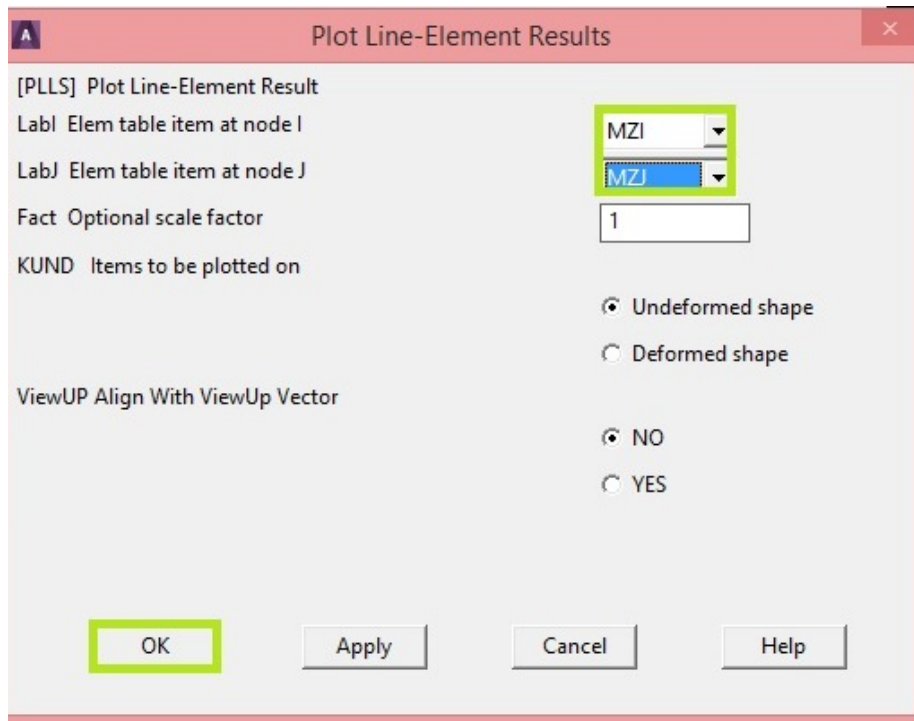 A Plot Line-Element Results ×
[PLLS] Plot Line-Element Result
LabI Elem table item at node I MZI
LabJ Elem table item at node J MZJ
Fact Optional scale factor 1
KUND Items to be plotted on
Undeformed shape
Deformed shape
ViewUP Align With ViewUp Vector
NO
YES
OK Apply Cancel Help